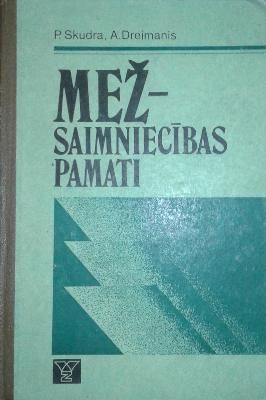 P. Skudra, A. Dreimanis
MEŽ-
SAIMNIECĪBAS
PAMATI